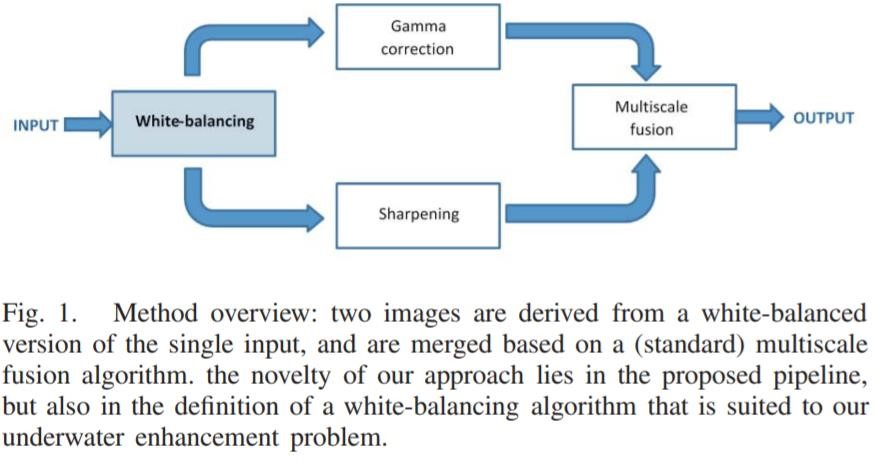 Gamma
correction
INPUT
White-balancing
Multiscale
fusion
OUTPUT
Sharpening
Fig. 1. Method overview: two images are derived from a white-balanced
version of the single input, and are merged based on a (standard) multiscale
fusion algorithm. the novelty of our approach lies in the proposed pipeline,
but also in the definition of a white-balancing algorithm that is suited to our
underwater enhancement problem.